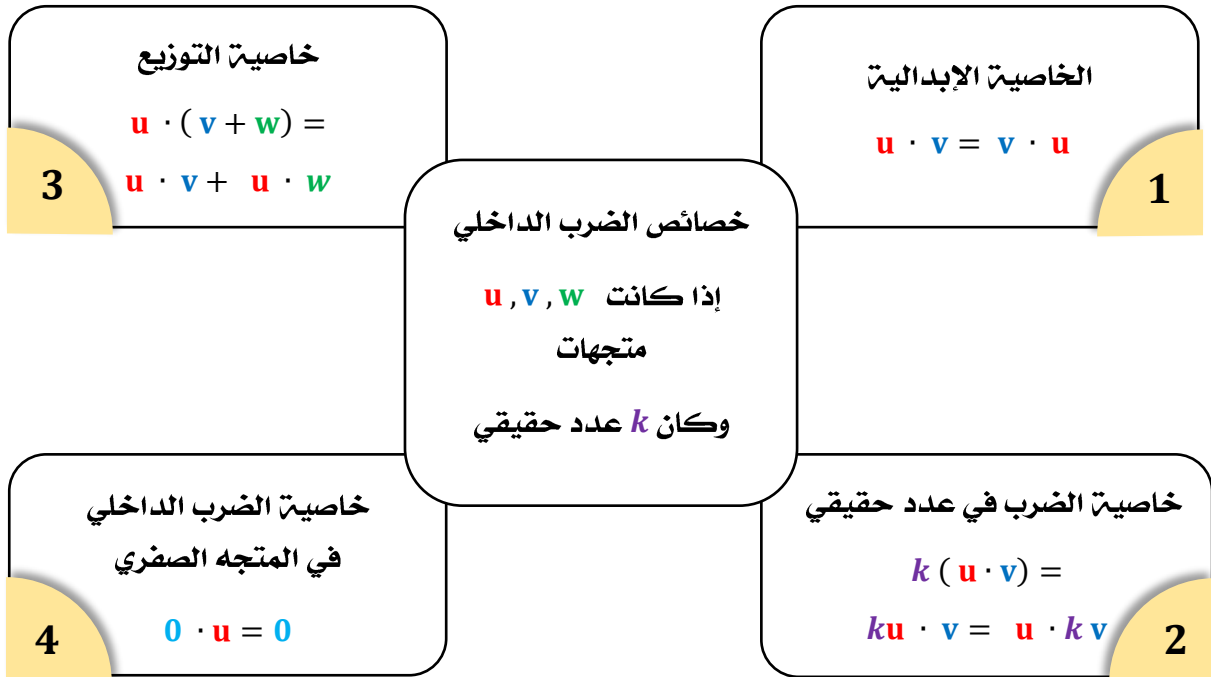 خصائص الضرب الداخلي
إذا كانت u , v , w
متجهات
وكان k عدد حقيقي
الخاصية الإبدالية
u · v = v · u
1
خاصية الضرب في عدد حقيقي
k ( u · v) =
ku · v = u · k v
2
خاصية التوزيع
u · ( v + w) =
u · v + u · w
3
خاصية الضرب الداخلي
في المتجه الصفري
0 · u = 0
4